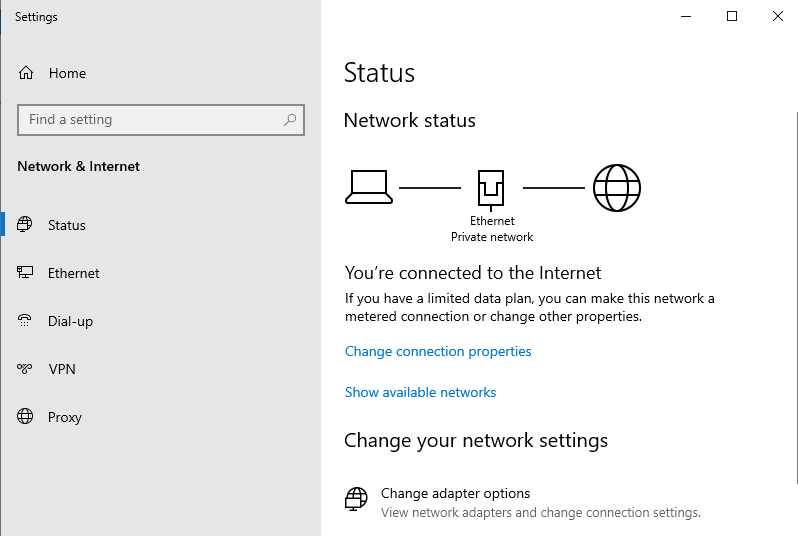 Settings
Home
Find a setting
Network & Internet
Status
Ethernet
Dial-up
VPN
Proxy
Status
Network status
Ethernet
Private network
You’re connected to the Internet
If you have a limited data plan, you can make this network a
metered connection or change other properties.
Change connection properties
Show available networks
Change your network settings
Change adapter options
View network adapters and change connection settings.